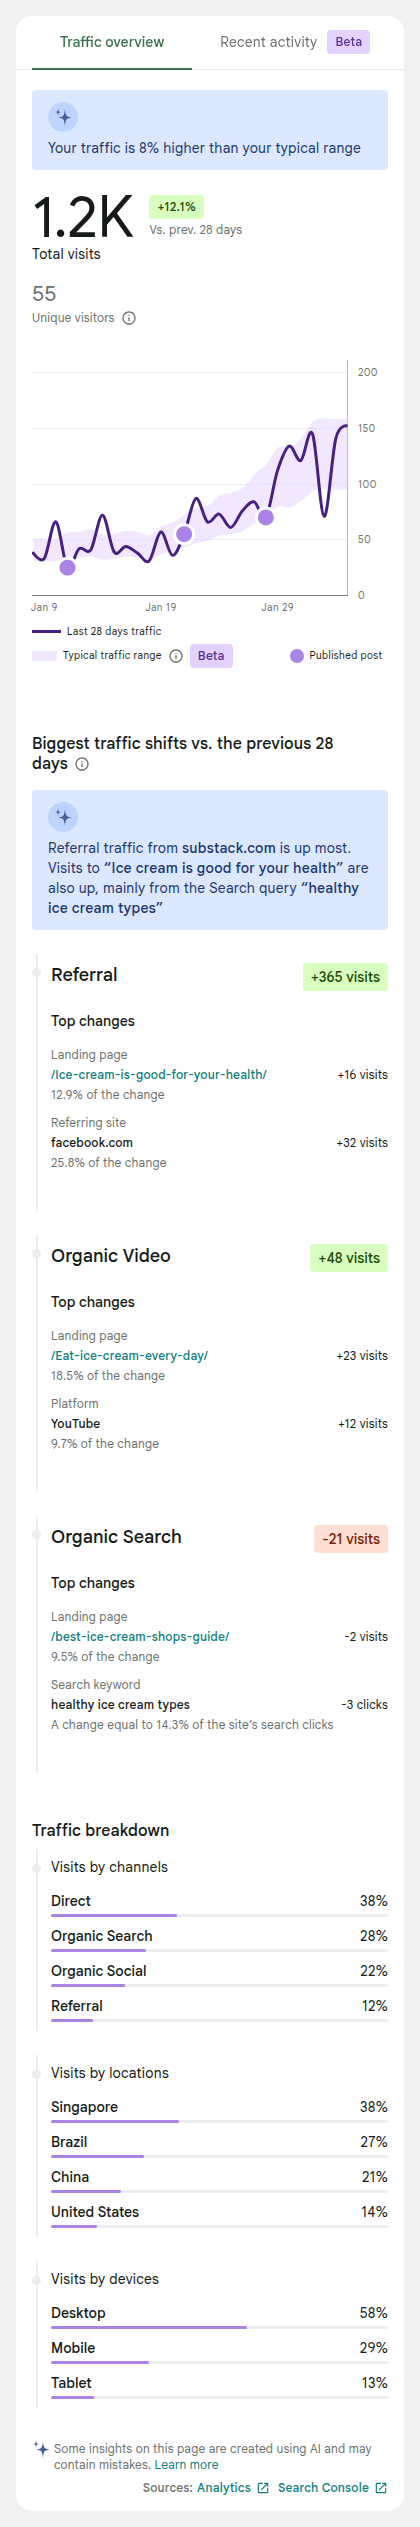 Traffic overview
Recent activity Beta
Your traffic is 8% higher than your typical range
1.2K
+12.1%
Vs. prev. 28 days
Total visits
55
Unique visitors
200
150
100
50
0
Jan 9 Jan 19 Jan 29
Last 28 days traffic
Typical traffic range Beta Published post
Biggest traffic shifts vs. the previous 28
days
Referral traffic from substack.com is up most.
Visits to “Ice cream is good for your health” are
also up, mainly from the Search query “healthy
ice cream types”
Referral +365 visits
Top changes
Landing page
/Ice-cream-is-good-for-your-health/ +16 visits
12.9% of the change
Referring site
facebook.com +32 visits
25.8% of the change
Organic Video +48 visits
Top changes
Landing page
/Eat-ice-cream-every-day/ +23 visits
18.5% of the change
Platform
YouTube +12 visits
9.7% of the change
Organic Search -21 visits
Top changes
Landing page
/best-ice-cream-shops-guide/ -2 visits
9.5% of the change
Search keyword
healthy ice cream types -3 clicks
A change equal to 14.3% of the site’s search clicks
Traffic breakdown
Visits by channels
Direct 38%
Organic Search 28%
Organic Social 22%
Referral 12%
Visits by locations
Singapore 38%
Brazil 27%
China 21%
United States 14%
Visits by devices
Desktop 58%
Mobile 29%
Tablet 13%
Some insights on this page are created using AI and may
contain mistakes. Learn more
Sources: Analytics Search Console